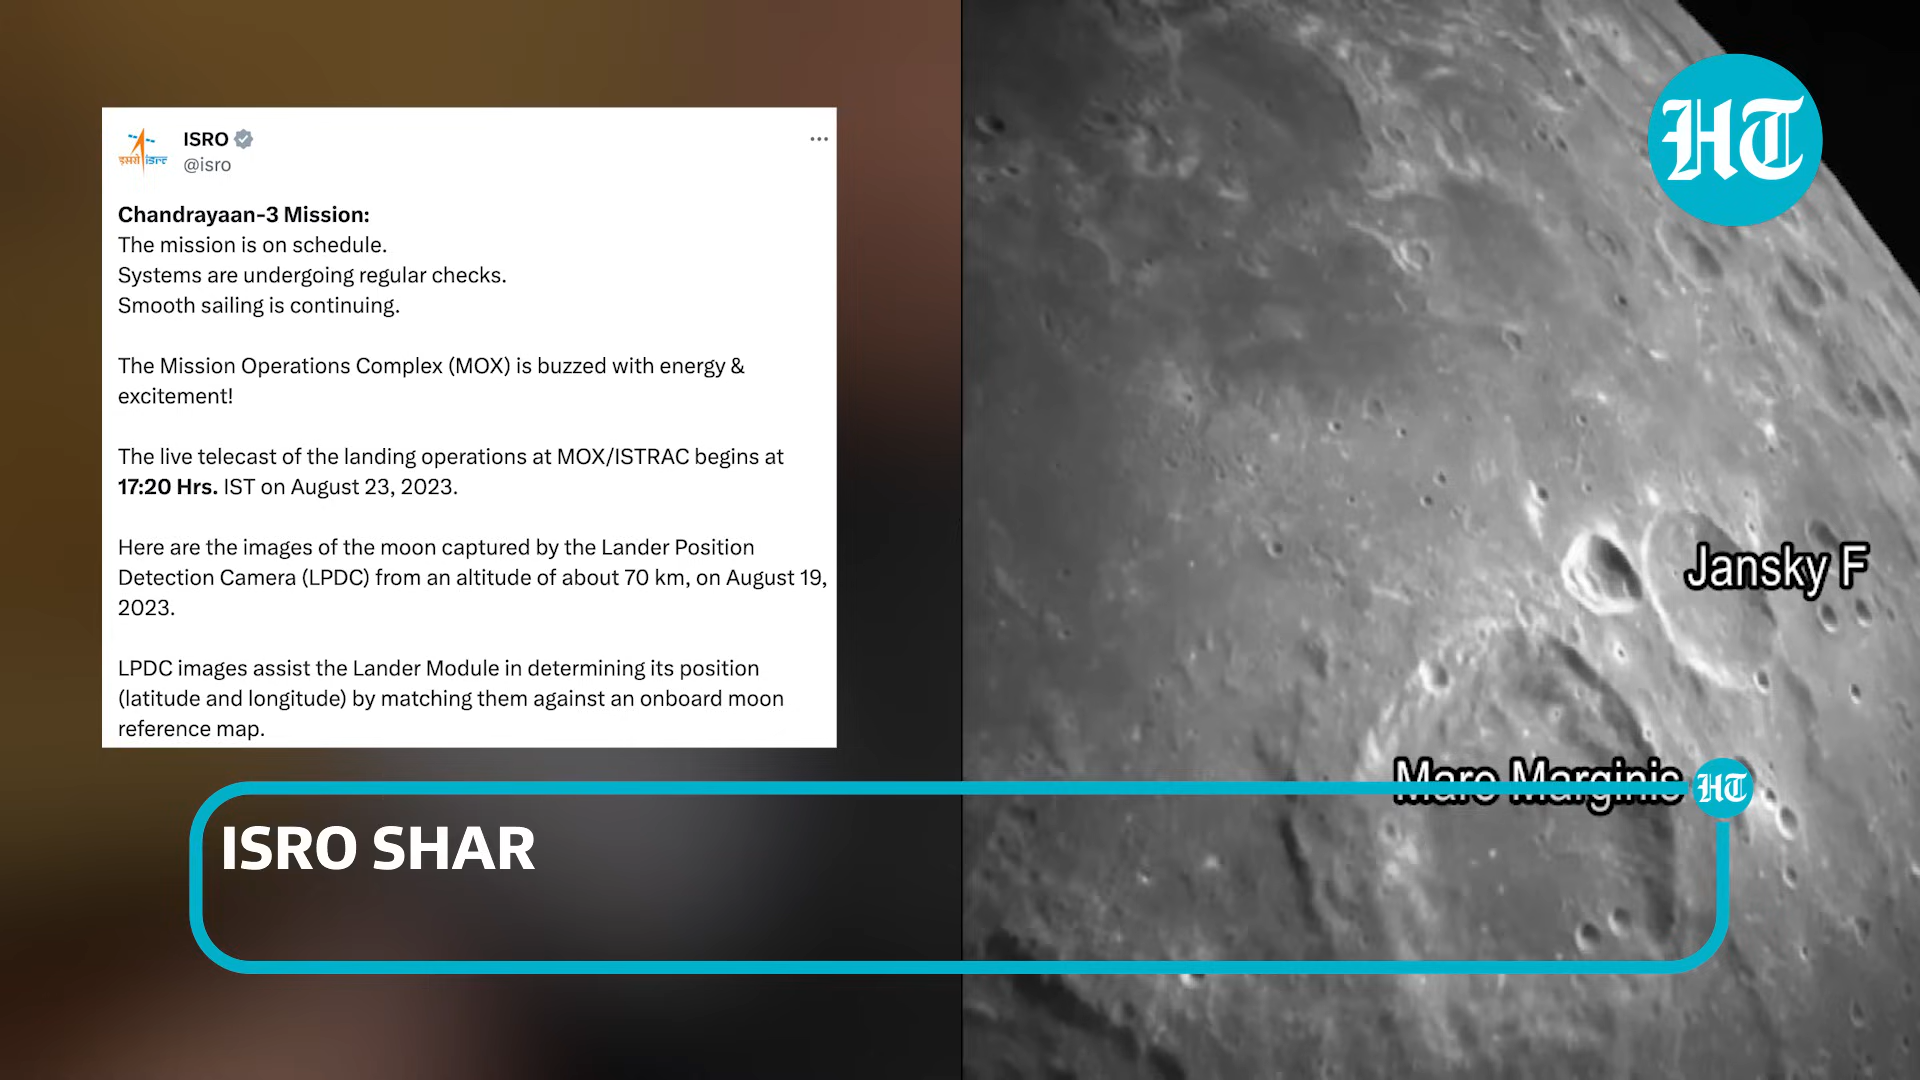 ISRO
@isro
Chandrayaan-3 Mission:
The mission is on schedule.
Systems are undergoing regular checks.
Smooth sailing is continuing.
The Mission Operations Complex (MOX) is buzzed with energy &
excitement!
The live telecast of the landing operations at MOX/ISTRAC begins at
17:20 Hrs. IST on August 23, 2023.
Here are the images of the moon captured by the Lander Position
Detection Camera (LPDC) from an altitude of about 70 km, on August 19,
2023.
LPDC images assist the Lander Module in determining its position
(latitude and longitude) by matching them against an onboard moon
reference map.
HT
Jansky F
Mare Marginis
HT
ISRO SHAR
इसरो isro